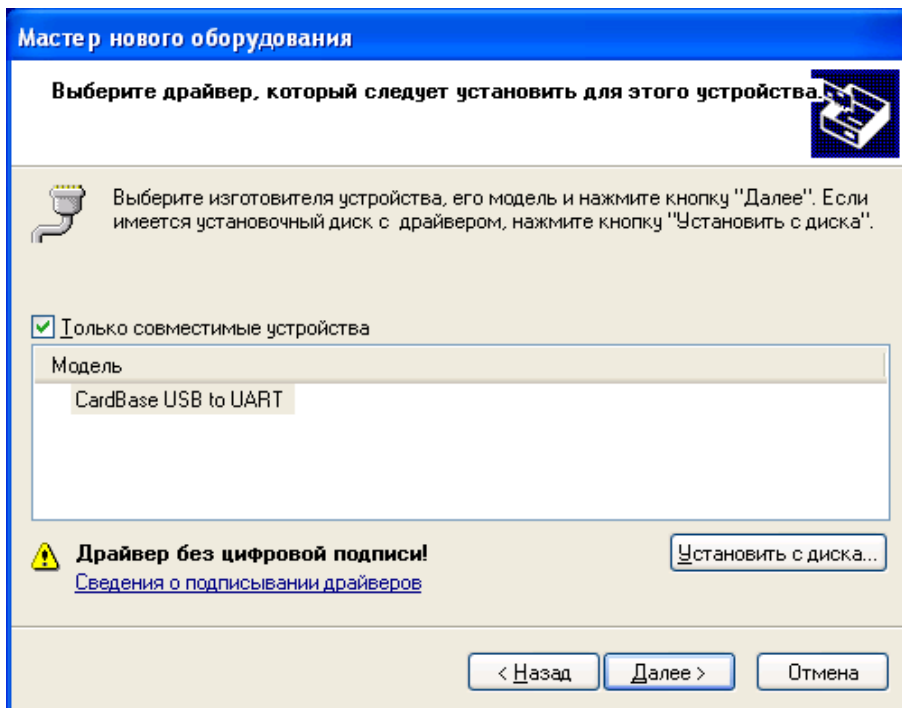 Мастер нового оборудования
Выберите драйвер, который следует установить для этого устройства.
Выберите изготовителя устройства, его модель и нажмите кнопку "Далее". Если
имеется установочный диск с драйвером, нажмите кнопку "Установить с диска".
Только совместимые устройства
Модель
CardBase USB to UART
Драйвер без цифровой подписи!
Установить с диска...
Сведения о подписывании драйверов
< Назад
Далее >
Отмена